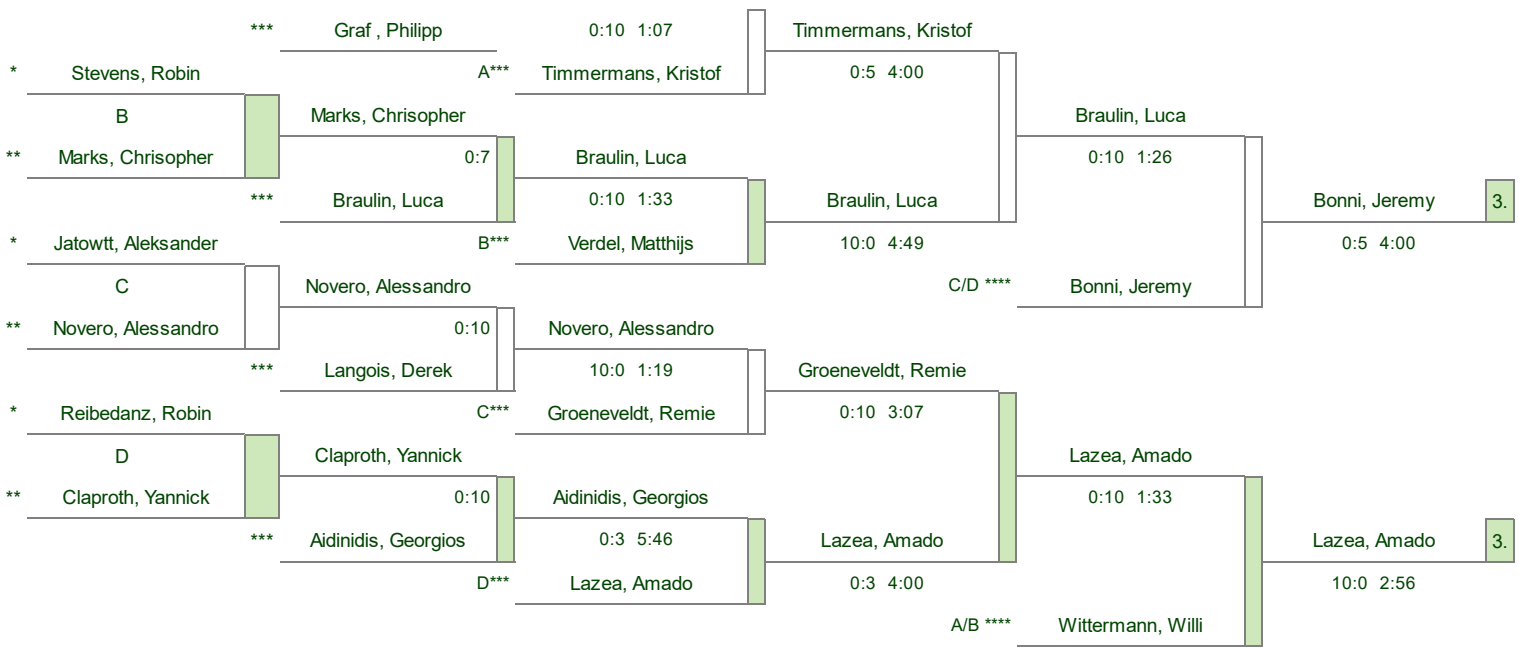 *** Graf , Philipp 0:10 1:07 Timmermans, Kristof
* Stevens, Robin A*** Timmermans, Kristof 0:5 4:00
B Marks, Chrisopher Braulin, Luca
** Marks, Chrisopher 0:7 Braulin, Luca 0:10 1:26
*** Braulin, Luca 0:10 1:33 Braulin, Luca Bonni, Jeremy 3.
* Jatowtt, Aleksander B*** Verdel, Matthijs 10:0 4:49 0:5 4:00
C Novero, Alessandro C/D **** Bonni, Jeremy
** Novero, Alessandro 0:10 Novero, Alessandro
*** Langois, Derek 10:0 1:19 Groeneveldt, Remie
* Reibedanz, Robin C*** Groeneveldt, Remie 0:10 3:07
D Claproth, Yannick Lazea, Amado
** Claproth, Yannick 0:10 Aidinidis, Georgios 0:10 1:33
*** Aidinidis, Georgios 0:3 5:46 Lazea, Amado Lazea, Amado 3.
D*** Lazea, Amado 0:3 4:00 10:0 2:56
A/B **** Wittermann, Willi